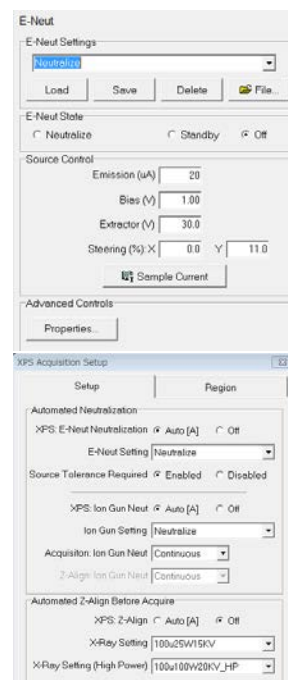 E-Neut
E-Neut Settings
Neutralize
Load Save Delete File...
E-Neut State
Neutralize Standby Off
Source Control
Emission (uA) 20
Bias (V) 1.00
Extractor (V) 30.0
Steering (%): X 0.0 Y 11.0
Sample Current
Advanced Controls
Properties...
XPS Acquisition Setup
Setup Region
Automated Neutralization
XPS: E-Neut Neutralization Auto [A] Off
E-Neut Setting Neutralize
Source Tolerance Required Enabled Disabled
XPS: Ion Gun Neut Auto [A] Off
Ion Gun Setting Neutralize
Acquisiton: Ion Gun Neut Continuous
Z-Align: Ion Gun Neut Continuous
Automated Z-Align Before Acquire
XPS: Z-Align Auto [A] Off
X-Ray Setting 100u25W15KV
X-Ray Setting (High Power) 100u100W20KV_HP